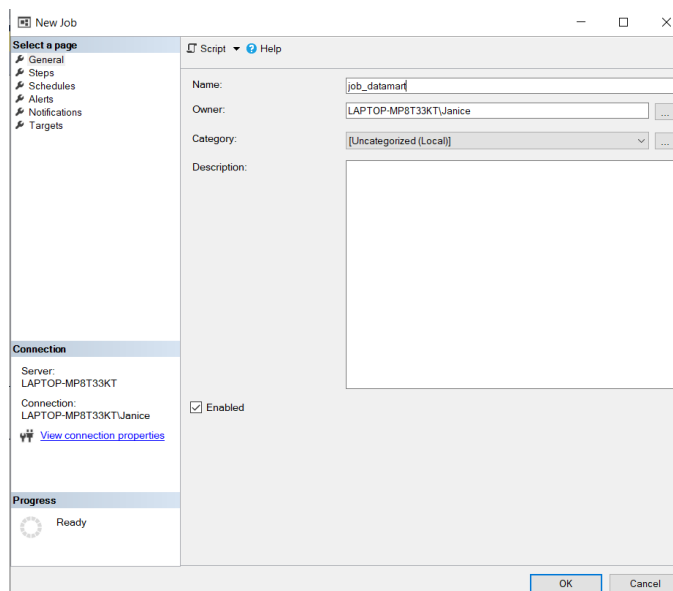 New Job
Select a page
General
Steps
Schedules
Alerts
Notifications
Targets
Script Help
Name: job_datamart
Owner: LAPTOP-MP8T33KT\Janice ...
Category: [Uncategorized (Local)] ...
Description:
Enabled
Connection
Server:
LAPTOP-MP8T33KT
Connection:
LAPTOP-MP8T33KT\Janice
View connection properties
Progress
Ready
OK Cancel